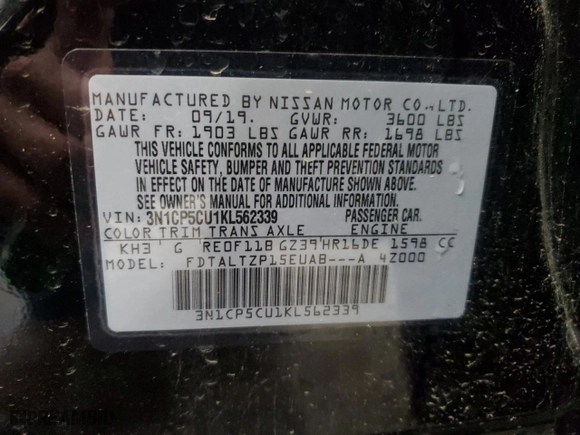 MANUFACTURED BY NISSAN MOTOR CO.,LTD.
DATE: 09/19. GVWR: 3600 LBS
GAWR FR: 1903 LBS GAWR RR: 1698 LBS
THIS VEHICLE CONFORMS TO ALL APPLICABLE FEDERAL MOTOR
VEHICLE SAFETY, BUMPER AND THEFT PREVENTION STANDARDS
IN EFFECT ON THE DATE OF MANUFACTURE SHOWN ABOVE.
SEE OWNER'S MANUAL FOR ADDITIONAL INFORMATION.
VIN: 3N1CP5CU1KL562339 PASSENGER CAR.
COLOR TRIM TRANS AXLE ENGINE
KH3 G RE0F11B GZ39 HR16DE 1598 CC
MODEL: FDTALTZP15EUAB---A 4Z000
3N1CP5CU1KL562339